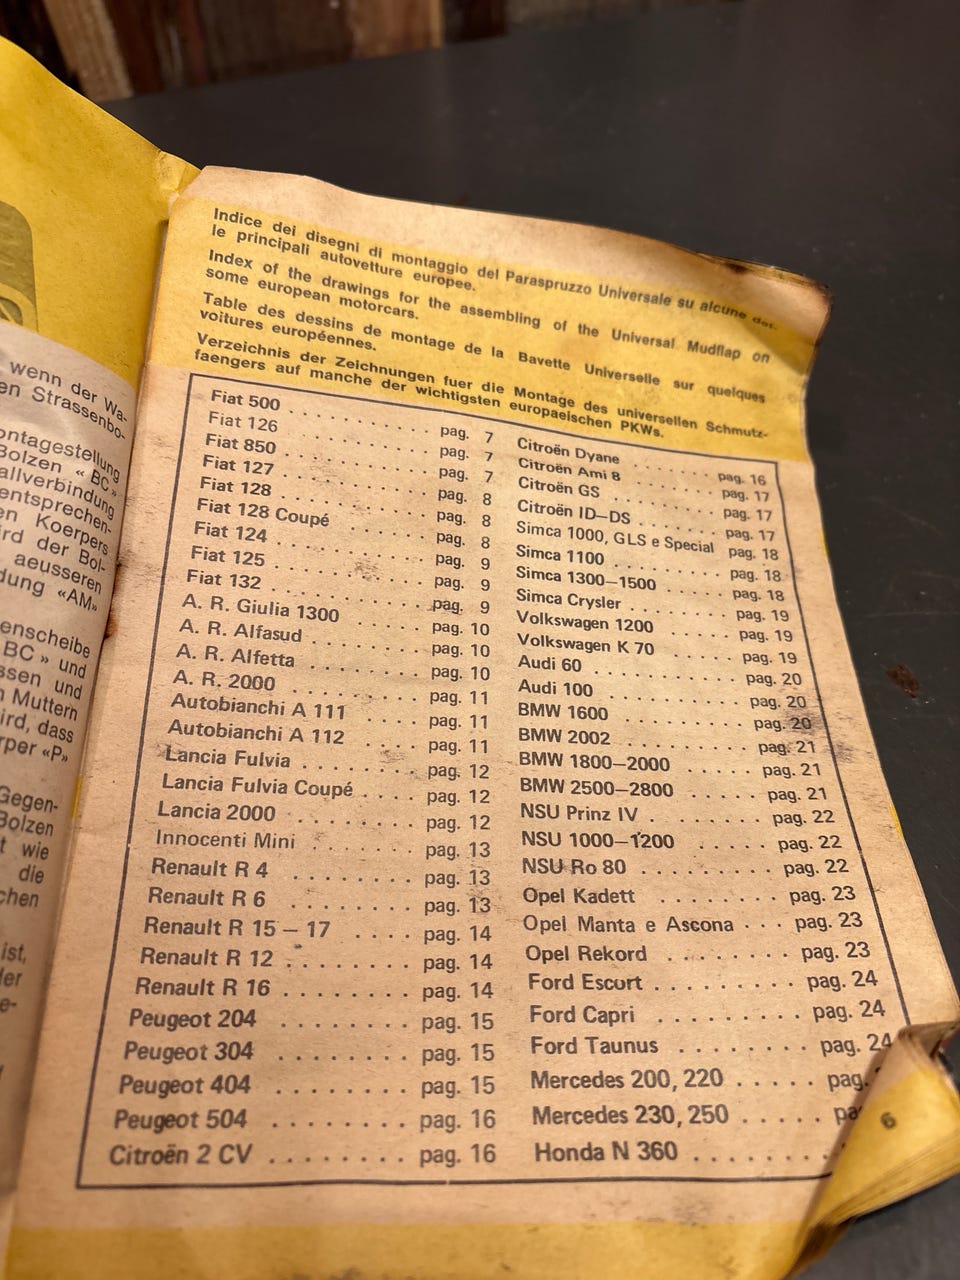 wenn der Wa-
en Strassenbo-
ontagestellung
Bolzen « BC »
allverbindung
entsprechen-
en Koerpers
ird der Bol-
aeusseren
dung «AM»
enscheibe
BC » und
ssen und
n Muttern
ird, dass
rper «P»
Gegen-
Bolzen
t wie
die
chen
ist,
der
e-
Indice dei disegni di montaggio del Paraspruzzo Universale su alcune del-
le principali autovetture europee.
Index of the drawings for the assembling of the Universal Mudflap on
some european motorcars.
Table des dessins de montage de la Bavette Universelle sur quelques
voitures européennes.
Verzeichnis der Zeichnungen fuer die Montage des universellen Schmutz-
faengers auf manche der wichtigsten europaeischen PKWs.
Fiat 500 . . . . . . . . . . pag. 7
Fiat 126 . . . . . . . . . . pag. 7
Fiat 850 . . . . . . . . . . pag. 7
Fiat 127 . . . . . . . . . . pag. 8
Fiat 128 . . . . . . . . . . pag. 8
Fiat 128 Coupé . . . . . . pag. 8
Fiat 124 . . . . . . . . . . pag. 9
Fiat 125 . . . . . . . . . . pag. 9
Fiat 132 . . . . . . . . . . pag. 9
A. R. Giulia 1300 . . . . . pag. 10
A. R. Alfasud . . . . . . . pag. 10
A. R. Alfetta . . . . . . . pag. 10
A. R. 2000 . . . . . . . . pag. 11
Autobianchi A 111 . . . . pag. 11
Autobianchi A 112 . . . . pag. 11
Lancia Fulvia . . . . . . . pag. 12
Lancia Fulvia Coupé . . . . pag. 12
Lancia 2000 . . . . . . . . pag. 12
Innocenti Mini . . . . . . . pag. 13
Renault R 4 . . . . . . . . pag. 13
Renault R 6 . . . . . . . . pag. 13
Renault R 15 – 17 . . . . . pag. 14
Renault R 12 . . . . . . . . pag. 14
Renault R 16 . . . . . . . . pag. 14
Peugeot 204 . . . . . . . . pag. 15
Peugeot 304 . . . . . . . . pag. 15
Peugeot 404 . . . . . . . . pag. 15
Peugeot 504 . . . . . . . . pag. 16
Citroën 2 CV . . . . . . . . pag. 16
Citroën Dyane . . . . . . . pag. 16
Citroën Ami 8 . . . . . . . pag. 17
Citroën GS . . . . . . . . pag. 17
Citroën ID–DS . . . . . . . pag. 17
Simca 1000, GLS e Special pag. 18
Simca 1100 . . . . . . . . pag. 18
Simca 1300–1500 . . . . . pag. 18
Simca Crysler . . . . . . . pag. 19
Volkswagen 1200 . . . . . pag. 19
Volkswagen K 70 . . . . . pag. 19
Audi 60 . . . . . . . . . . pag. 20
Audi 100 . . . . . . . . . pag. 20
BMW 1600 . . . . . . . . pag. 20
BMW 2002 . . . . . . . . pag. 21
BMW 1800–2000 . . . . . pag. 21
BMW 2500–2800 . . . . . pag. 21
NSU Prinz IV . . . . . . . pag. 22
NSU 1000–1200 . . . . . pag. 22
NSU Ro 80 . . . . . . . . pag. 22
Opel Kadett . . . . . . . . pag. 23
Opel Manta e Ascona . . . pag. 23
Opel Rekord . . . . . . . . pag. 23
Ford Escort . . . . . . . . pag. 24
Ford Capri . . . . . . . . pag. 24
Ford Taunus . . . . . . . . pag. 24
Mercedes 200, 220 . . . . . pag.
Mercedes 230, 250 . . . . . pa
Honda N 360 . . . . . . . .
6